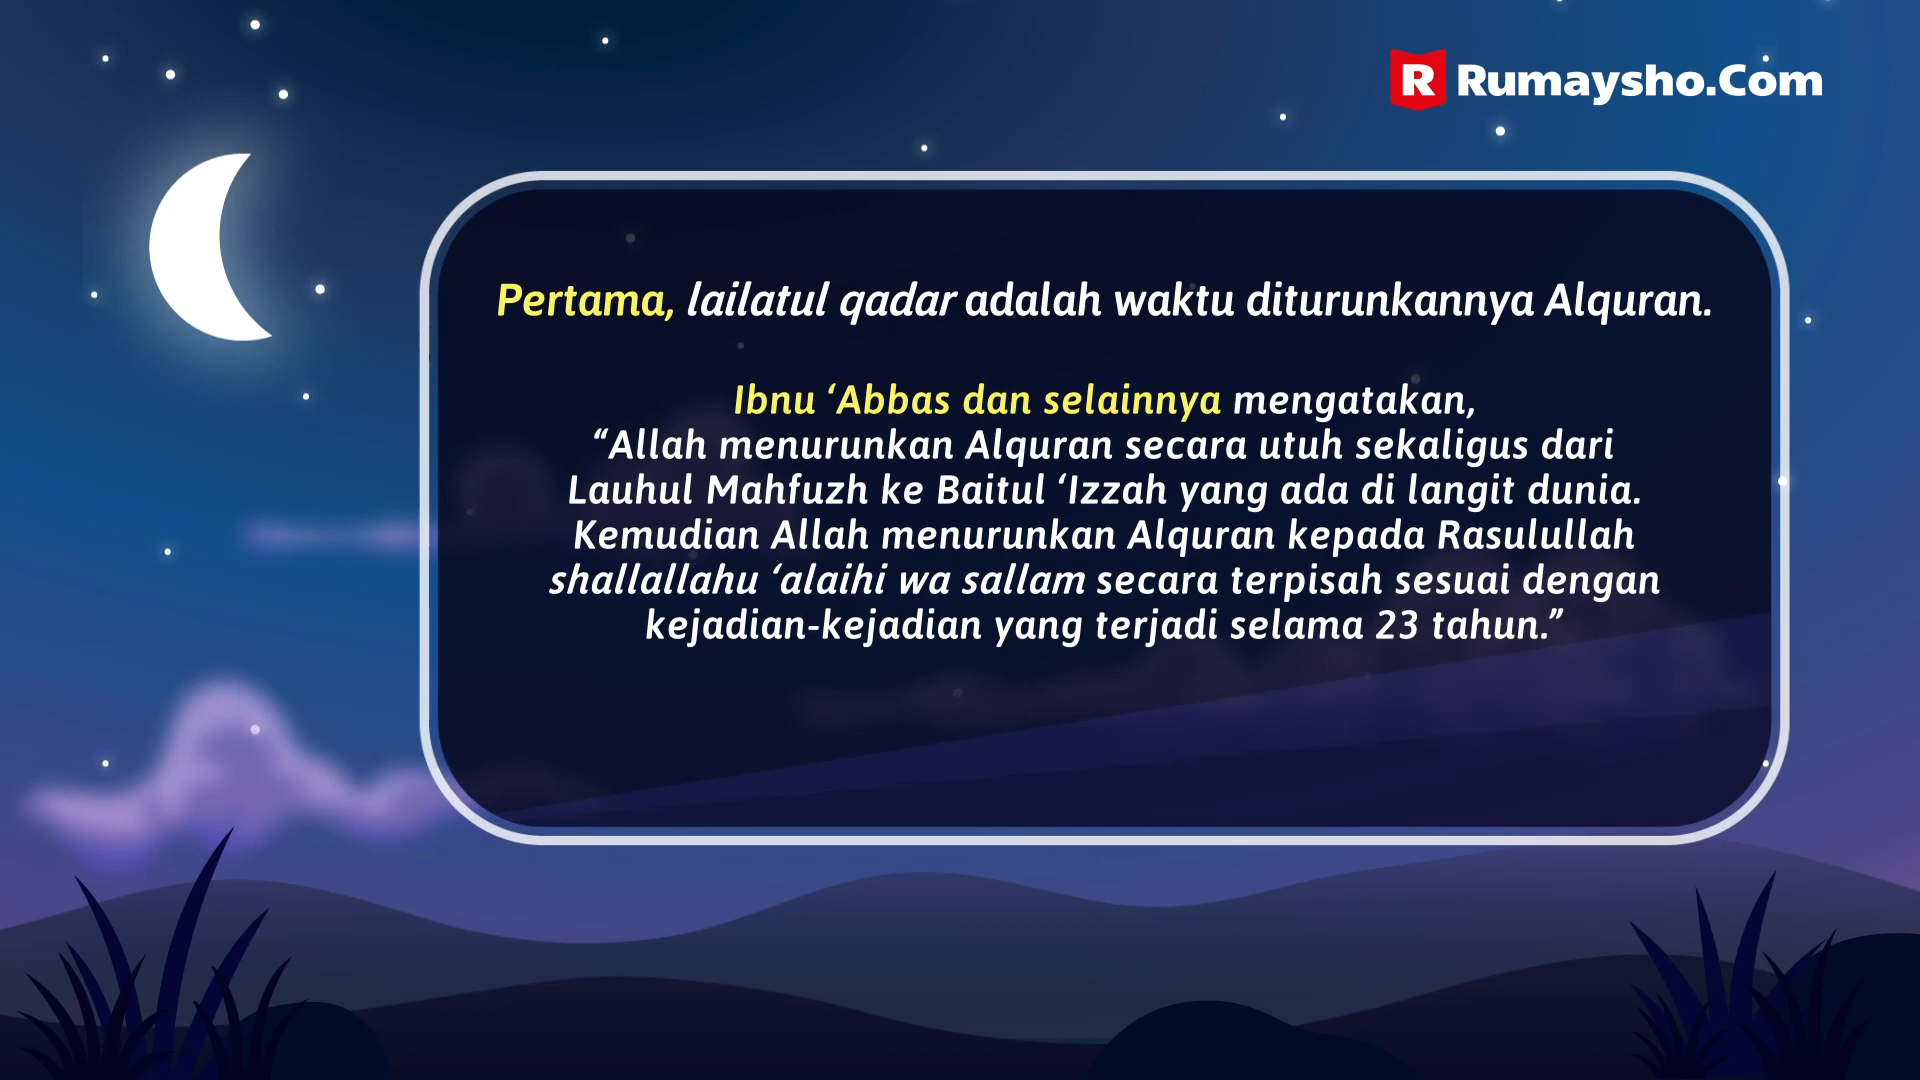 R Rumaysho.Com
Pertama, lailatul qadar adalah waktu diturunkannya Alquran.
Ibnu ‘Abbas dan selainnya mengatakan,
“Allah menurunkan Alquran secara utuh sekaligus dari
Lauhul Mahfuzh ke Baitul ‘Izzah yang ada di langit dunia.
Kemudian Allah menurunkan Alquran kepada Rasulullah
shallallahu ‘alaihi wa sallam secara terpisah sesuai dengan
kejadian-kejadian yang terjadi selama 23 tahun.”